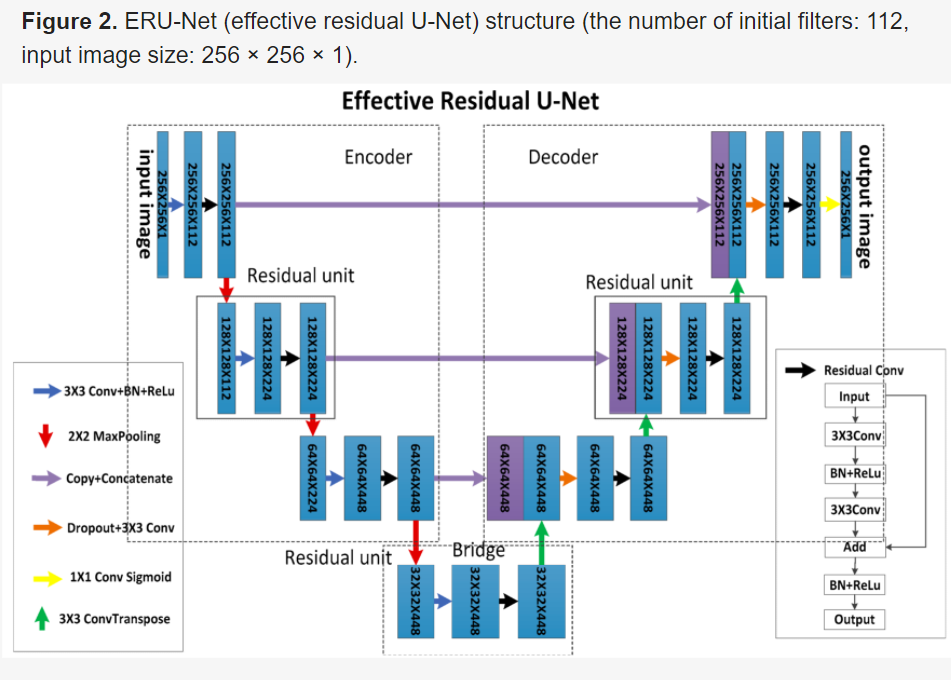 Figure 2. ERU-Net (effective residual U-Net) structure (the number of initial filters: 112,
input image size: 256 × 256 × 1).
Effective Residual U-Net
Encoder
Decoder
input image
256X256X1
256X256X112
256X256X112
256X256X112
256X256X112
256X256X112
256X256X112
256X256X1
output image
Residual unit
Residual unit
128X128X112
128X128X224
128X128X224
128X128X224
128X128X224
128X128X224
128X128X224
64X64X224
64X64X448
64X64X448
64X64X448
64X64X448
64X64X448
64X64X448
Residual unit
Bridge
32X32X448
32X32X448
32X32X448
3X3 Conv+BN+ReLu
2X2 MaxPooling
Copy+Concatenate
Dropout+3X3 Conv
1X1 Conv Sigmoid
3X3 ConvTranspose
Residual Conv
Input
3X3Conv
BN+ReLu
3X3Conv
Add
BN+ReLu
Output